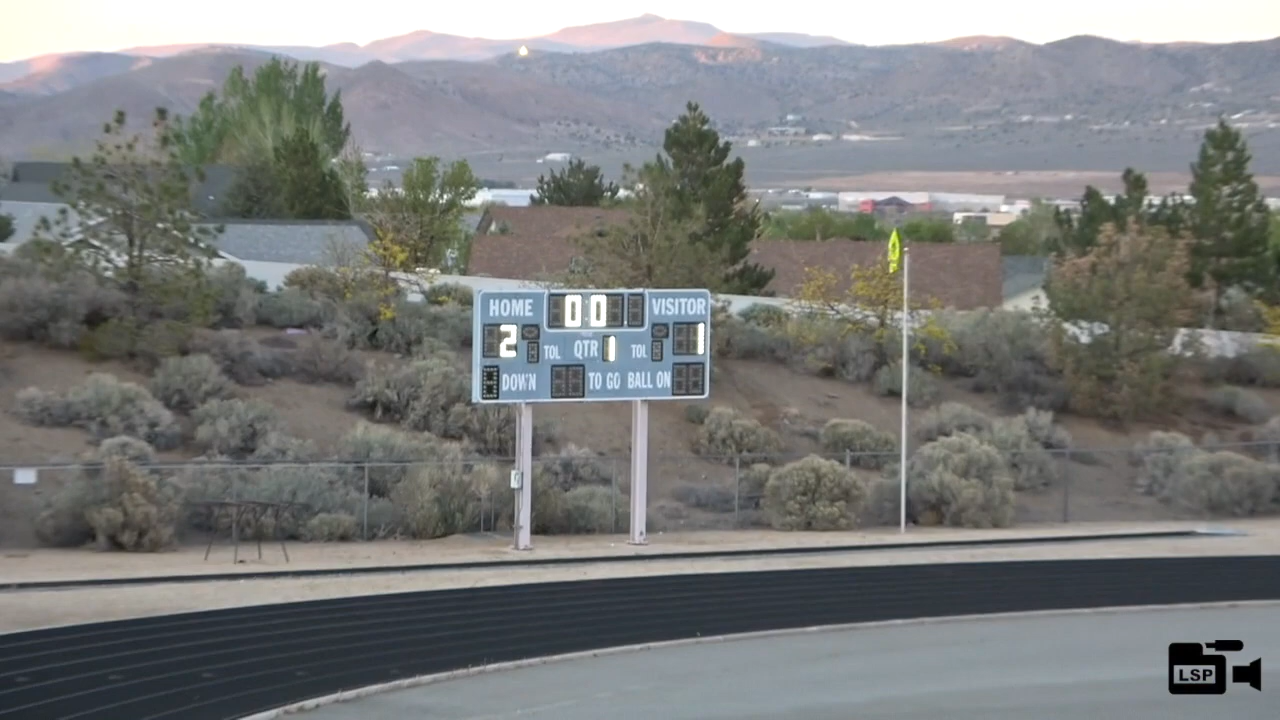 HOME 00 VISITOR
2 TOL QTR 1 TOL 1
DOWN TO GO BALL ON
LSP